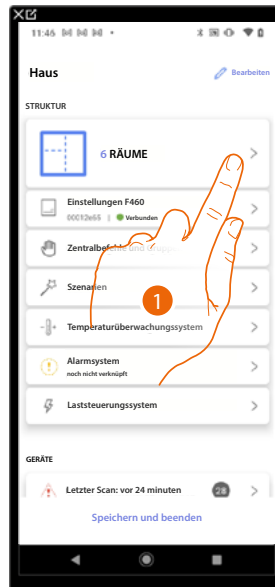 11:46
Haus
Bearbeiten
STRUKTUR
6 RÄUME
Einstellungen F460
00012e65 | Verbunden
Zentralbefehle und Gruppen
Szenarien
1
Temperaturüberwachungssystem
Alarmsystem
noch nicht verknüpft
Laststeuerungssystem
GERÄTE
Letzter Scan: vor 24 minuten
28
Speichern und beenden